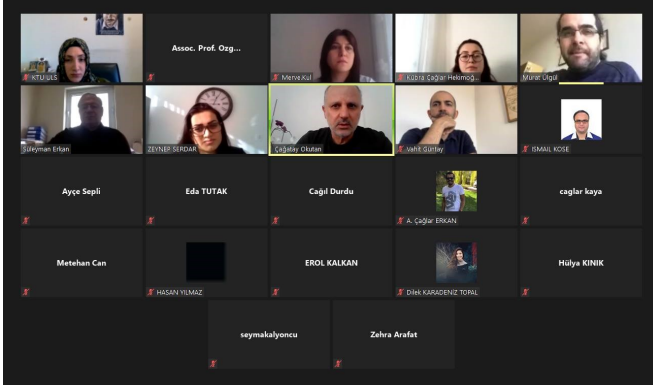 KTU ULS
Assoc. Prof. Ozg...
Merve.Kul
Kübra Çağlar Hekimoğ...
Murat Ülgül
Süleyman Erkan
ZEYNEP SERDAR
Çağatay Okutan
Vahit Güntay
ISMAIL KOSE
Ayçe Sepli
Eda TUTAK
Cağıl Durdu
A. Çağlar ERKAN
caglar kaya
Metehan Can
HASAN YILMAZ
EROL KALKAN
Dilek KARADENİZ TOPAL
Hülya KINIK
seymakalyoncu
Zehra Arafat